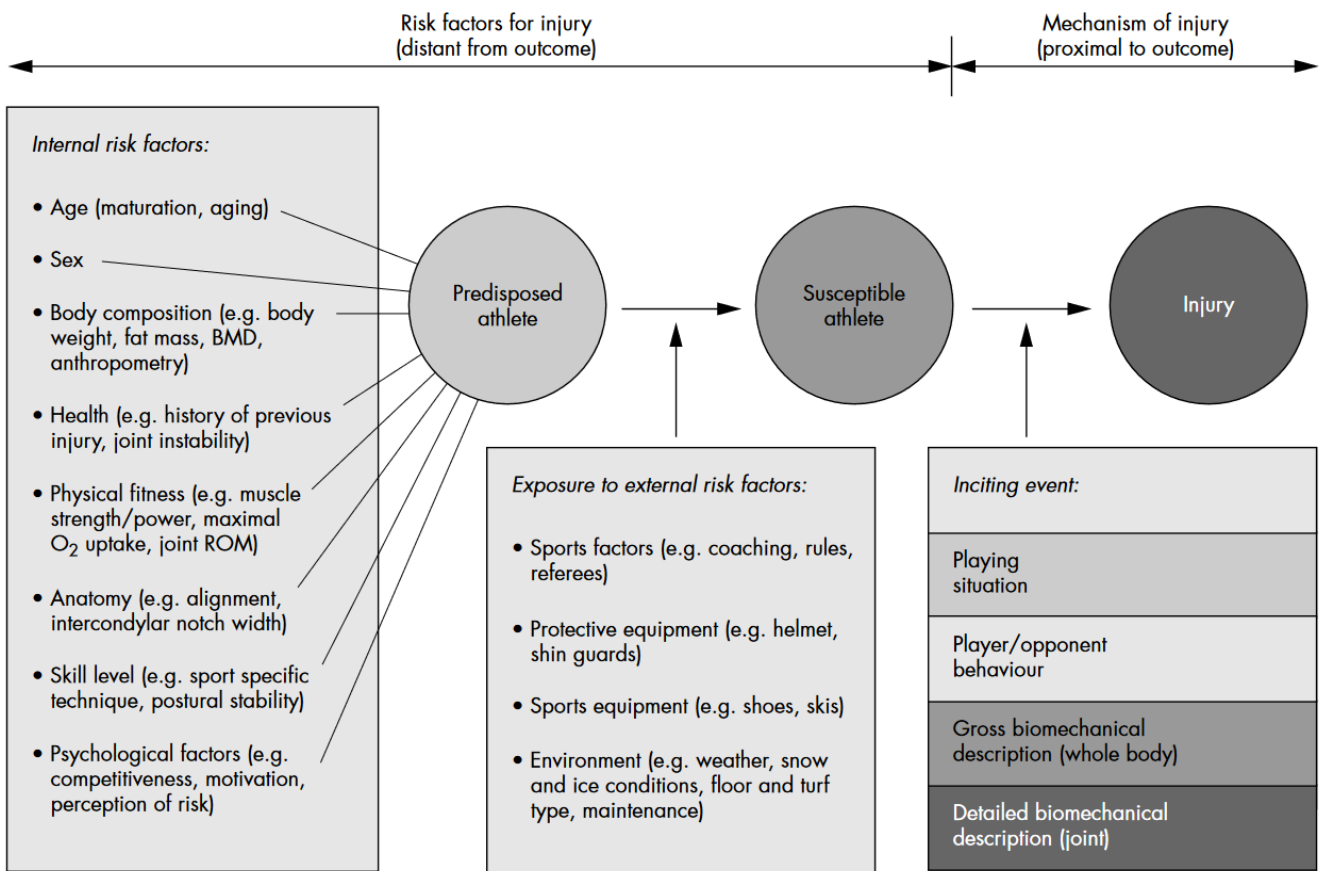 Risk factors for injury
(distant from outcome)
Mechanism of injury
(proximal to outcome)
Internal risk factors:
• Age (maturation, aging)
• Sex
• Body composition (e.g. body
weight, fat mass, BMD,
anthropometry)
• Health (e.g. history of previous
injury, joint instability)
• Physical fitness (e.g. muscle
strength/power, maximal
O₂ uptake, joint ROM)
• Anatomy (e.g. alignment,
intercondylar notch width)
• Skill level (e.g. sport specific
technique, postural stability)
• Psychological factors (e.g.
competitiveness, motivation,
perception of risk)
Predisposed
athlete
Susceptible
athlete
Injury
Exposure to external risk factors:
• Sports factors (e.g. coaching, rules,
referees)
• Protective equipment (e.g. helmet,
shin guards)
• Sports equipment (e.g. shoes, skis)
• Environment (e.g. weather, snow
and ice conditions, floor and turf
type, maintenance)
Inciting event:
Playing
situation
Player/opponent
behaviour
Gross biomechanical
description (whole body)
Detailed biomechanical
description (joint)